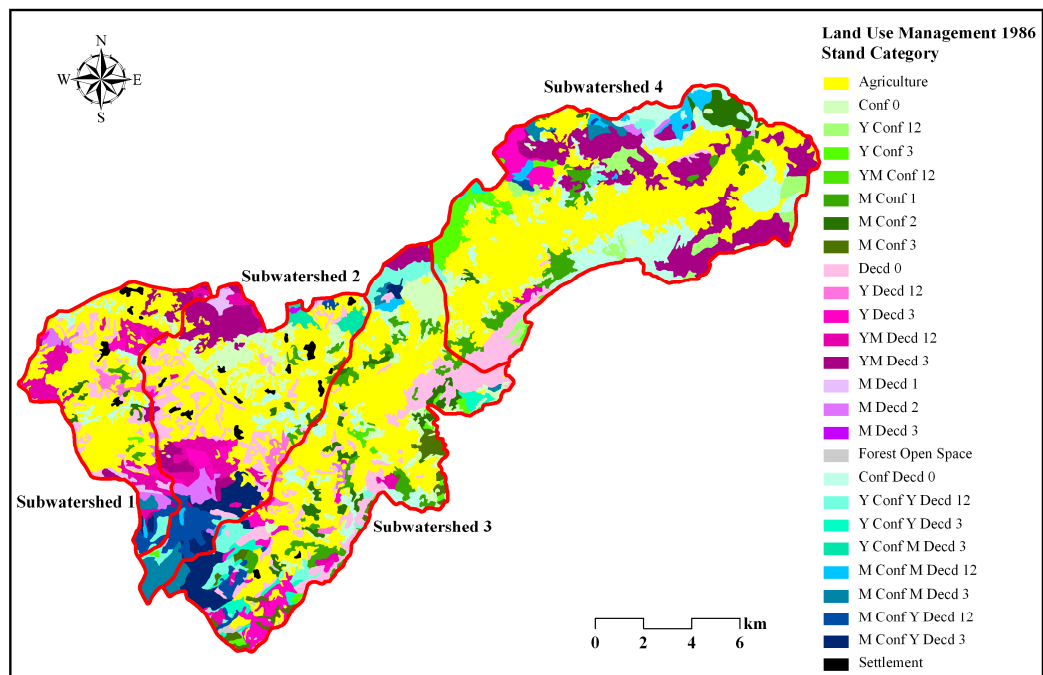 Land Use Management 1986
Stand Category
N
W
E
S
Subwatershed 4
Subwatershed 2
Subwatershed 1
Subwatershed 3
Agriculture
Conf 0
Y Conf 12
Y Conf 3
YM Conf 12
M Conf 1
M Conf 2
M Conf 3
Decd 0
Y Decd 12
Y Decd 3
YM Decd 12
YM Decd 3
M Decd 1
M Decd 2
M Decd 3
Forest Open Space
Conf Decd 0
Y Conf Y Decd 12
Y Conf Y Decd 3
Y Conf M Decd 3
M Conf M Decd 12
M Conf M Decd 3
M Conf Y Decd 12
M Conf Y Decd 3
Settlement
km
0 2 4 6